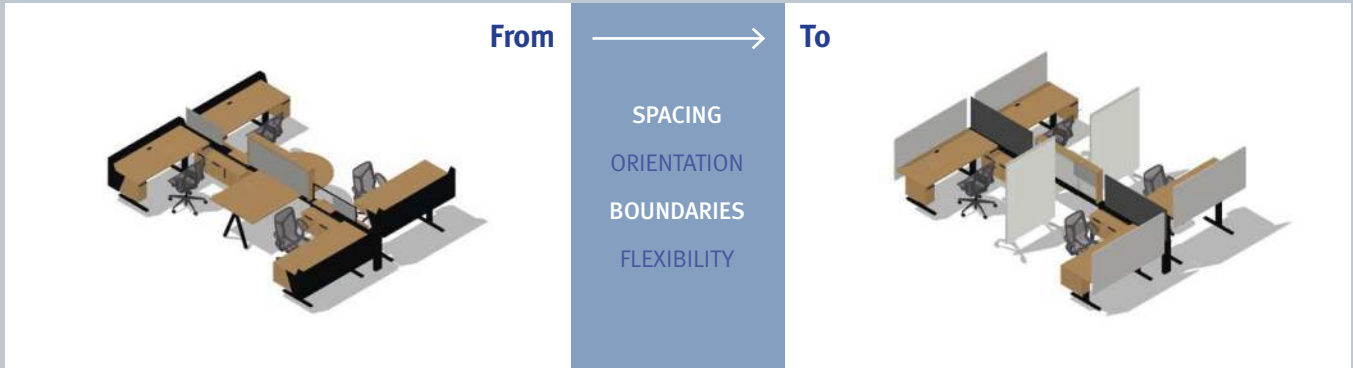 From
To
SPACING
ORIENTATION
BOUNDARIES
FLEXIBILITY